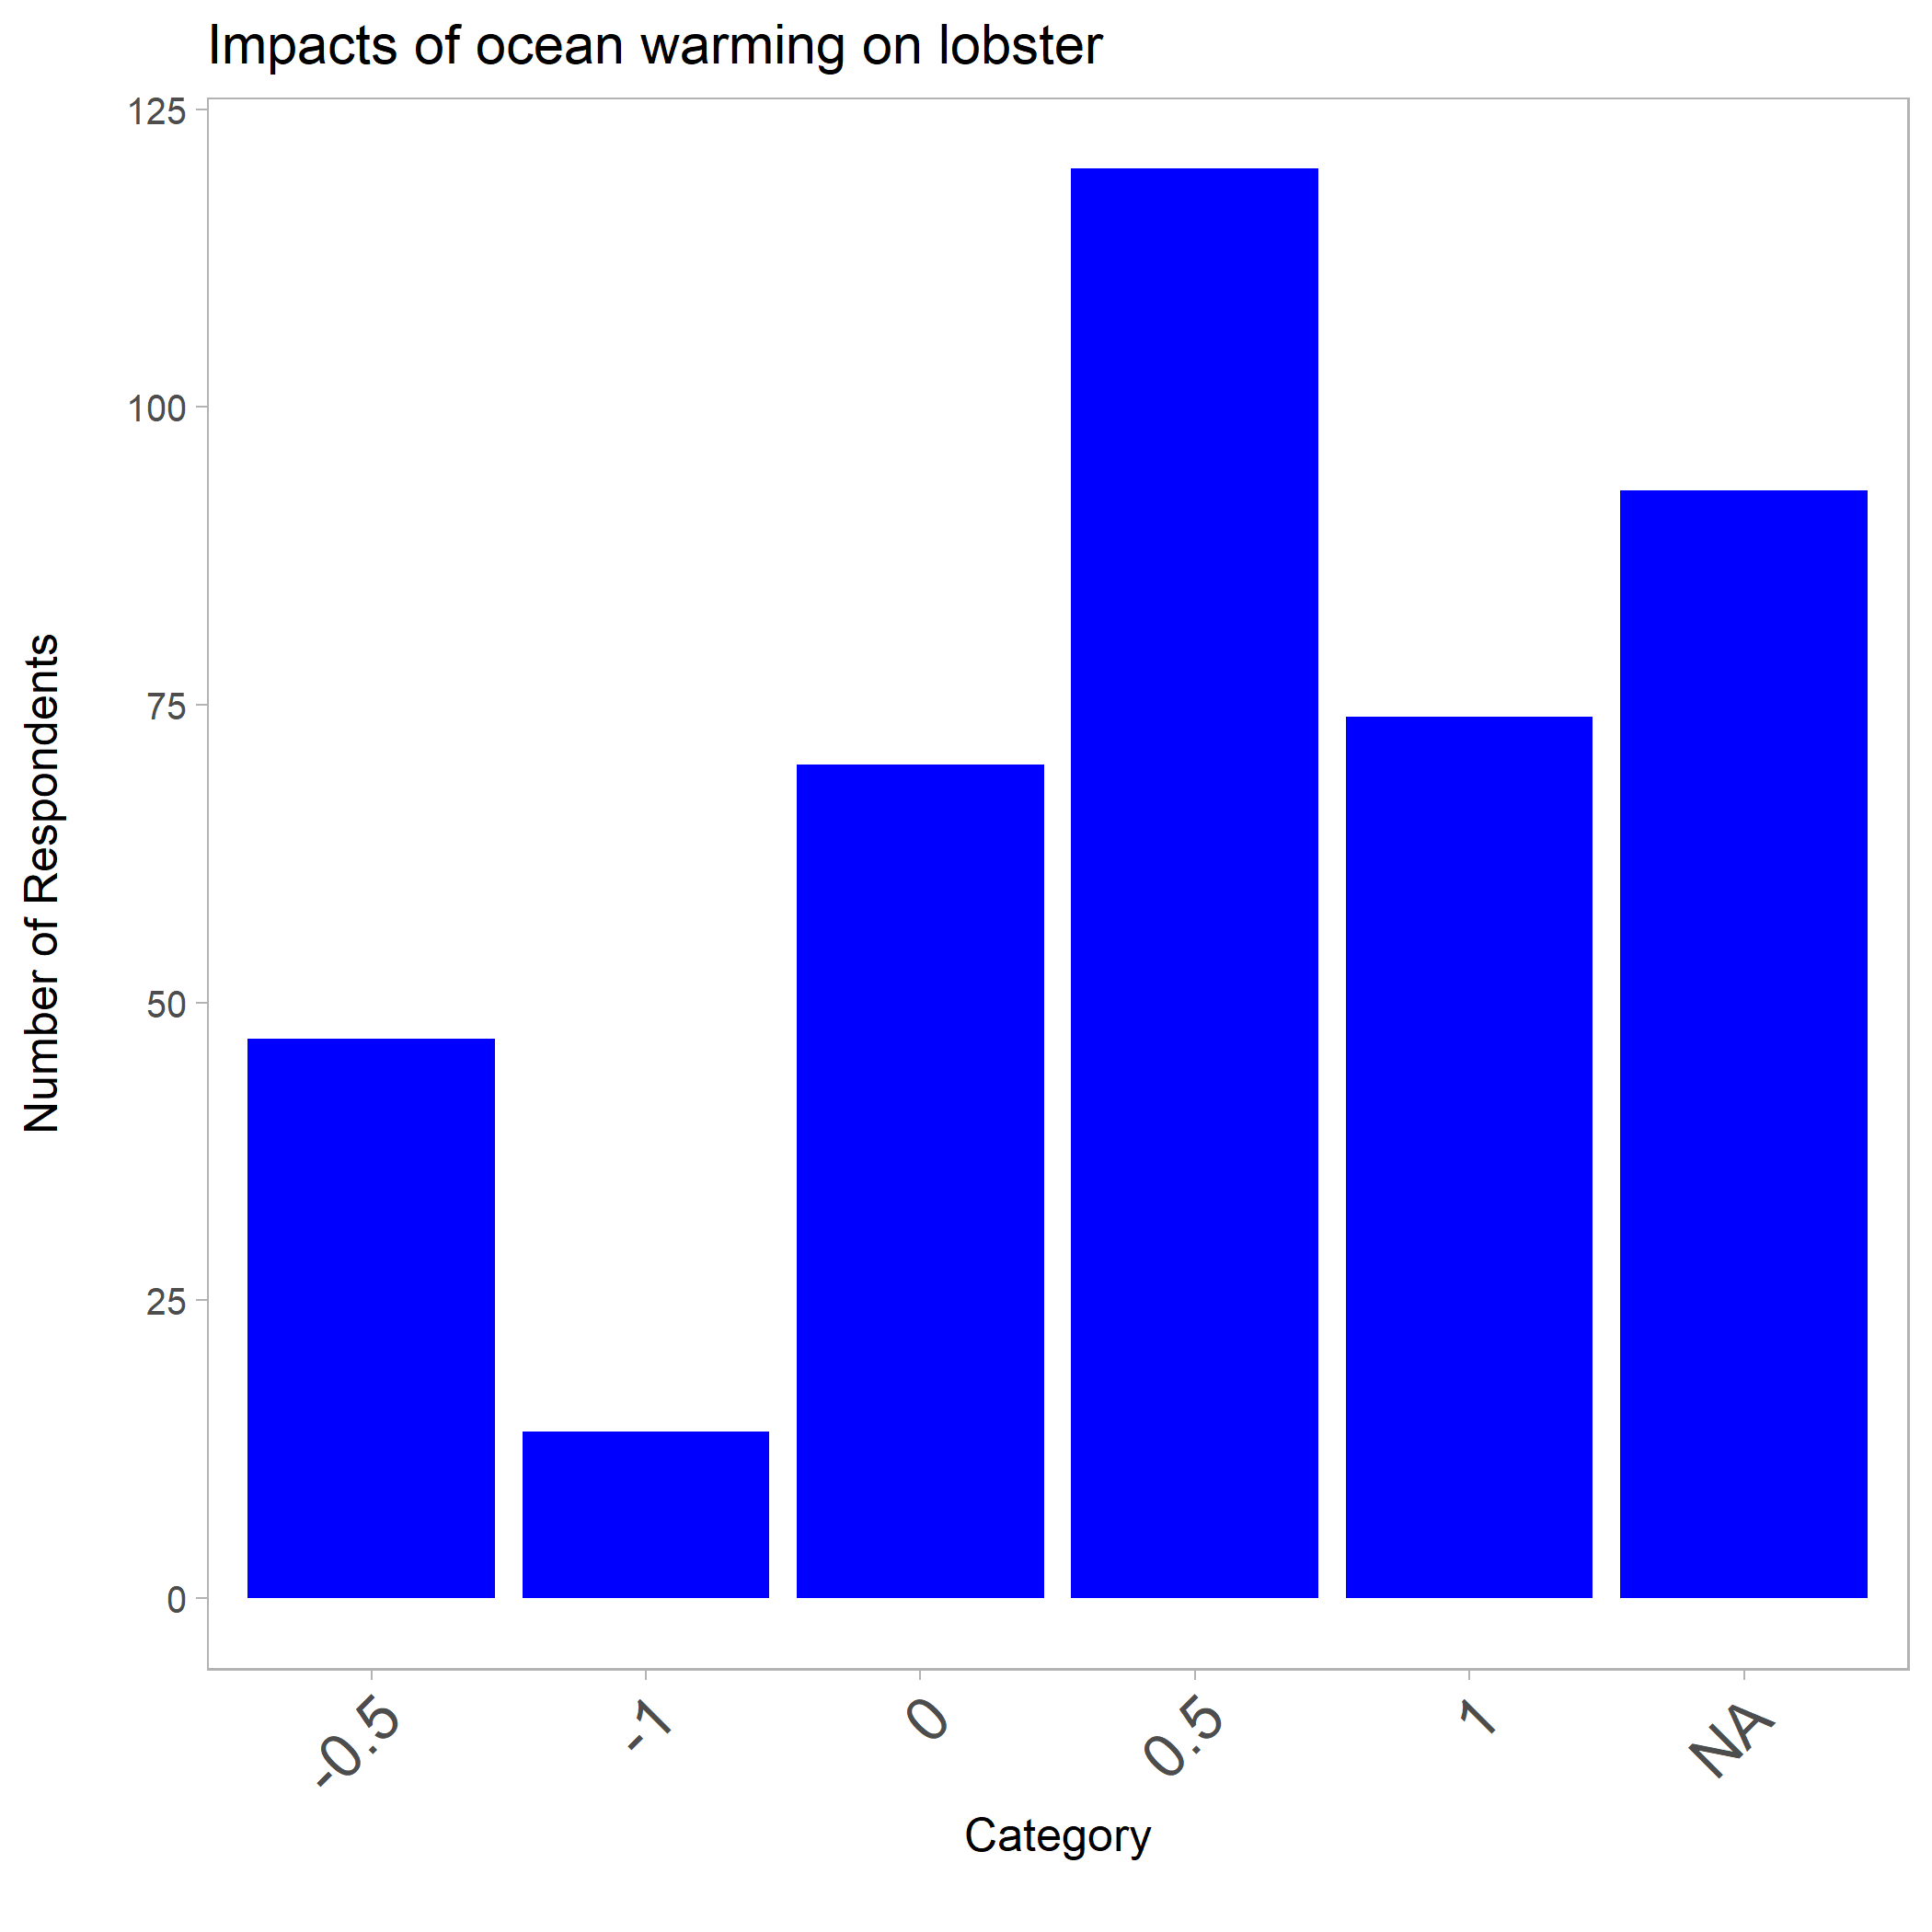 Impacts of ocean warming on lobster
125
100
75
50
25
0
Number of Respondents
-0.5
-1
0
0.5
1
NA
Category